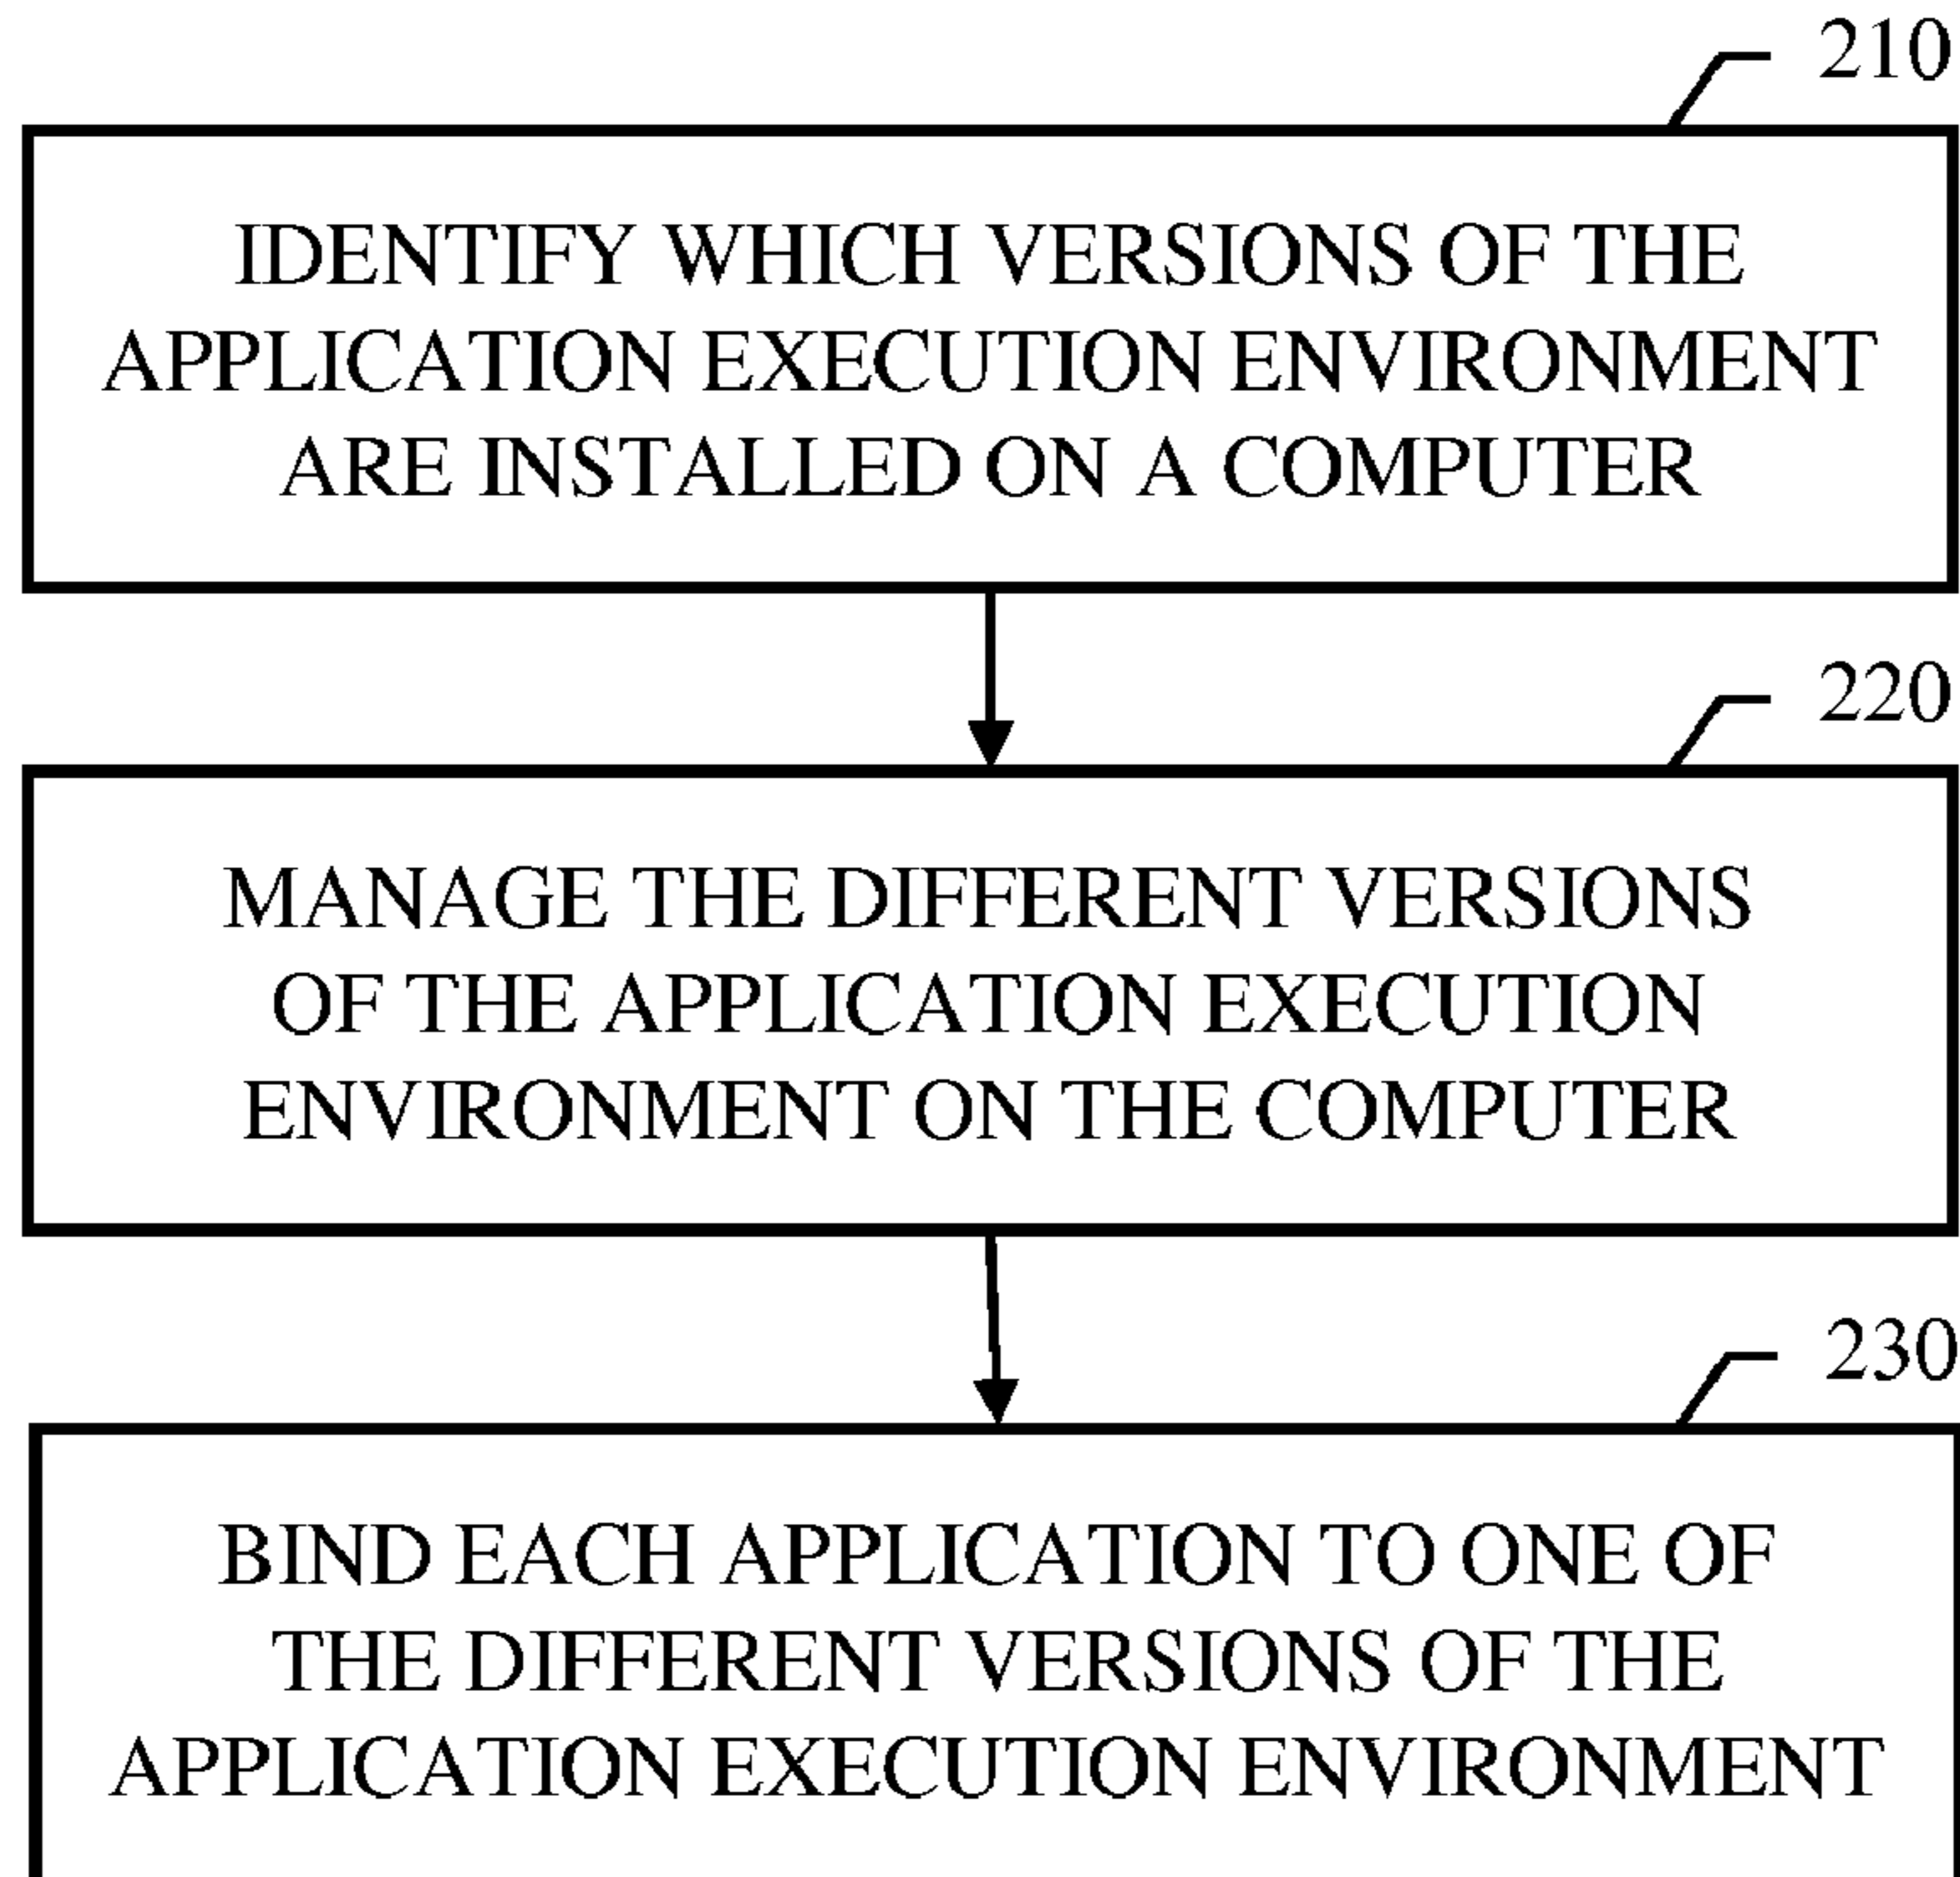 210
IDENTIFY WHICH VERSIONS OF THE
APPLICATION EXECUTION ENVIRONMENT
ARE INSTALLED ON A COMPUTER
220
MANAGE THE DIFFERENT VERSIONS
OF THE APPLICATION EXECUTION
ENVIRONMENT ON THE COMPUTER
230
BIND EACH APPLICATION TO ONE OF
THE DIFFERENT VERSIONS OF THE
APPLICATION EXECUTION ENVIRONMENT